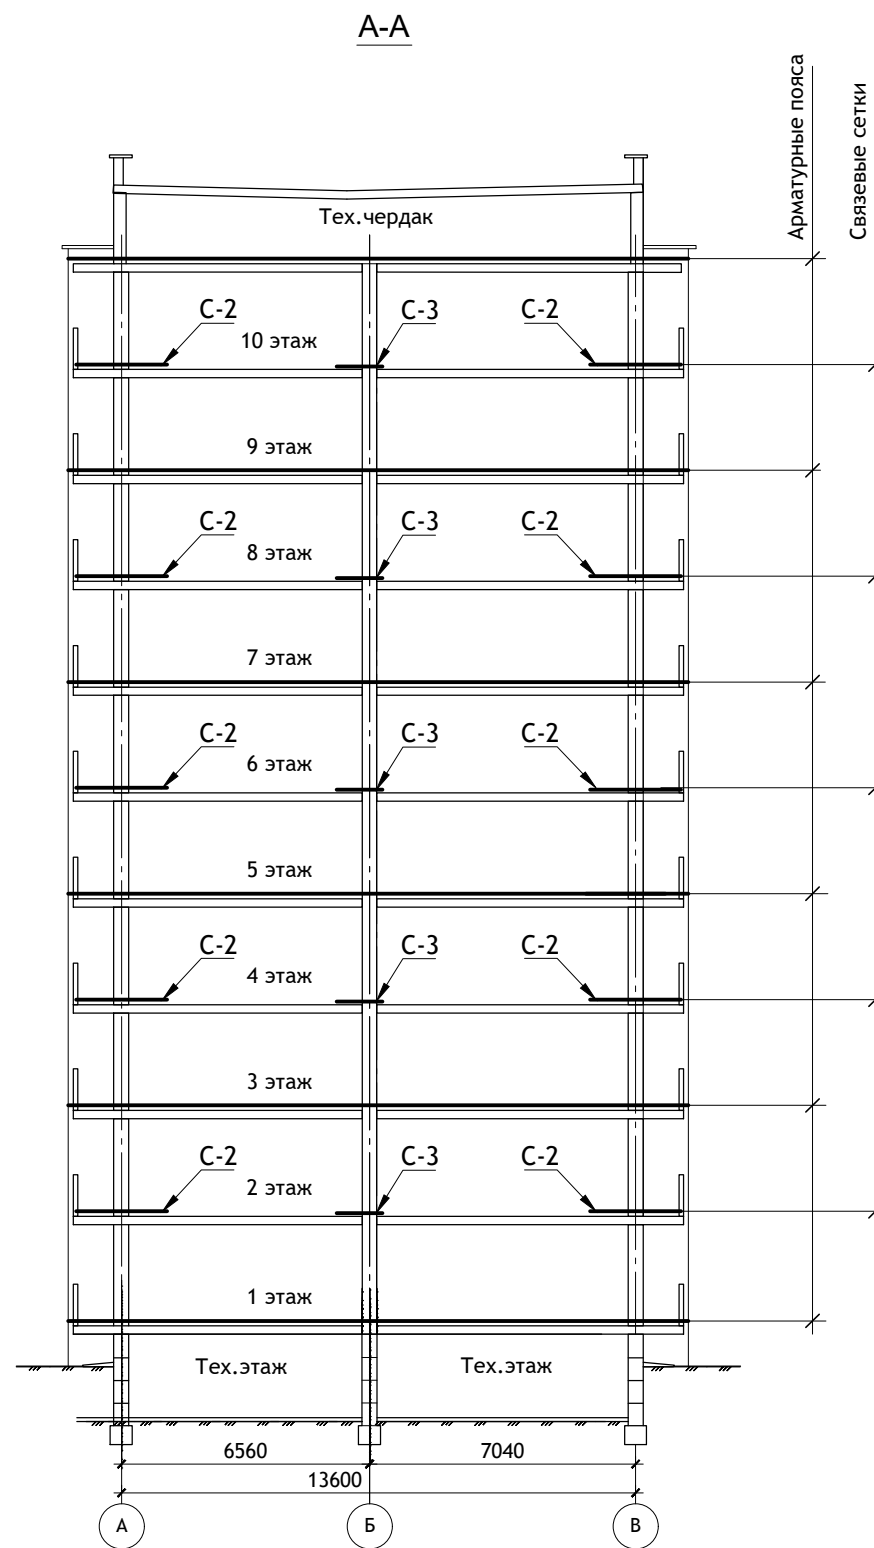 А-А
Арматурные пояса
Связевые сетки
Тех.чердак
С-2
С-3
С-2
10 этаж
9 этаж
С-2
С-3
С-2
8 этаж
7 этаж
С-2
С-3
С-2
6 этаж
5 этаж
С-2
С-3
С-2
4 этаж
3 этаж
С-2
С-3
С-2
2 этаж
1 этаж
Тех.этаж
Тех.этаж
6560
7040
13600
А
Б
В